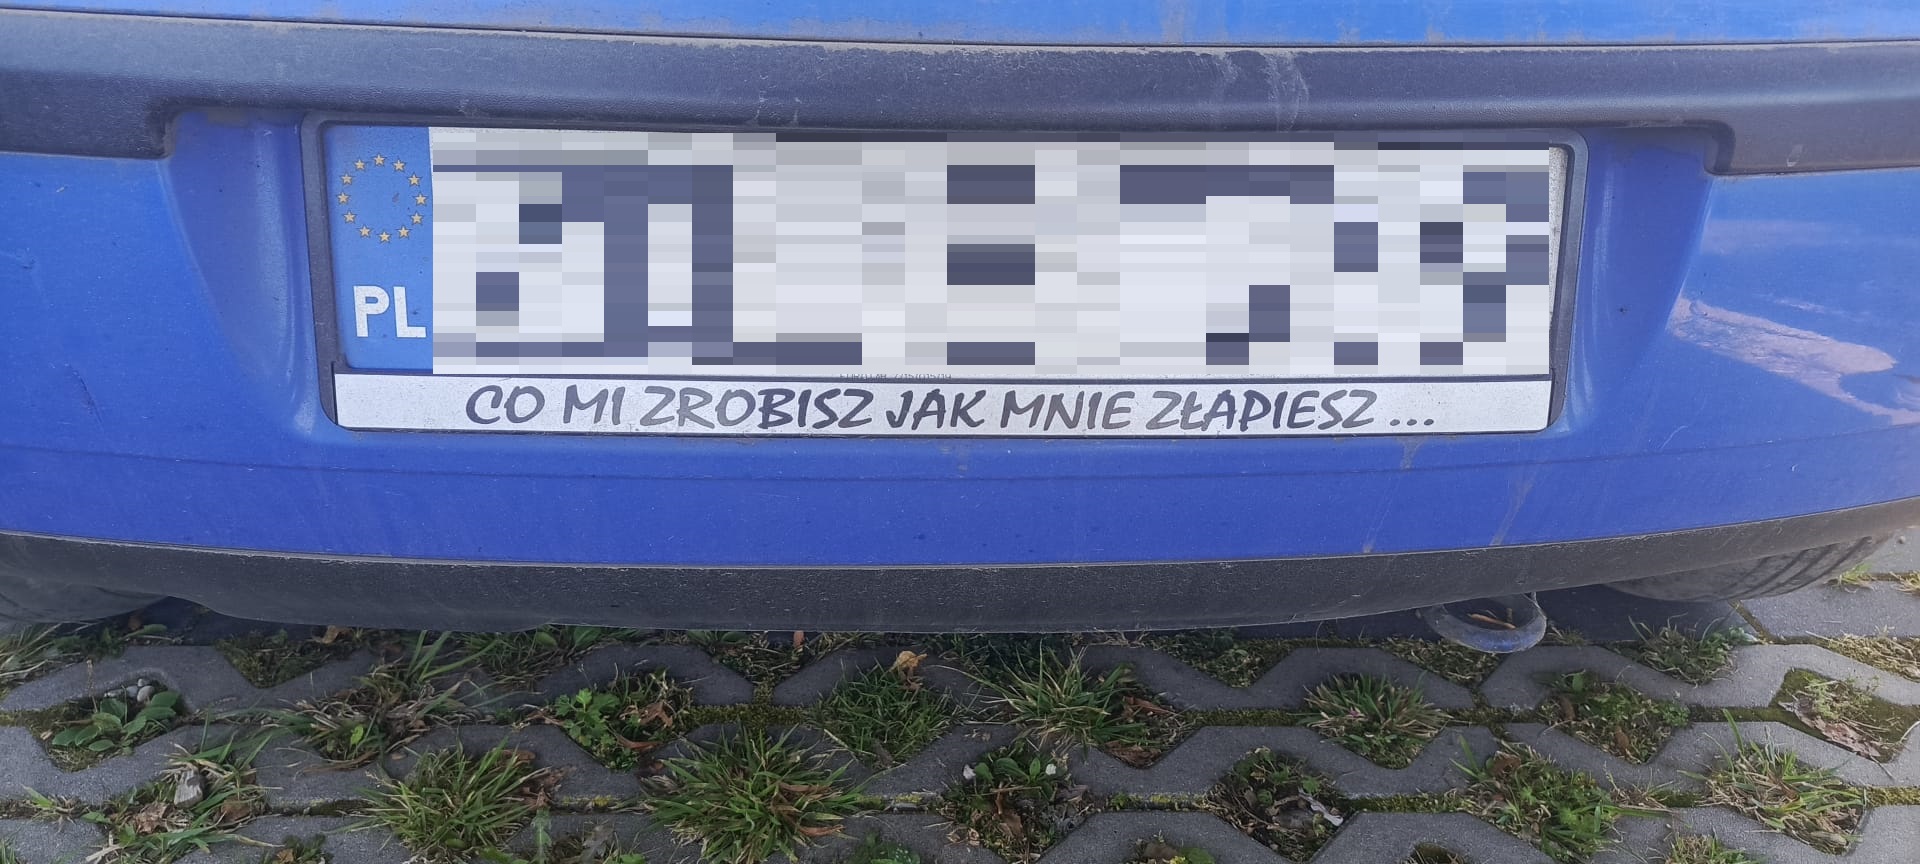 PL
CO MI ZROBISZ JAK MNIE ZŁAPIESZ ...